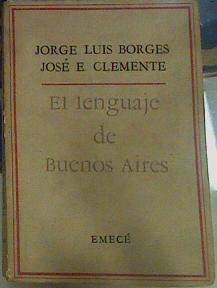 JORGE LUIS BORGES
JOSÉ E. CLEMENTE
El lenguaje
de
Buenos Aires
EMECÉ